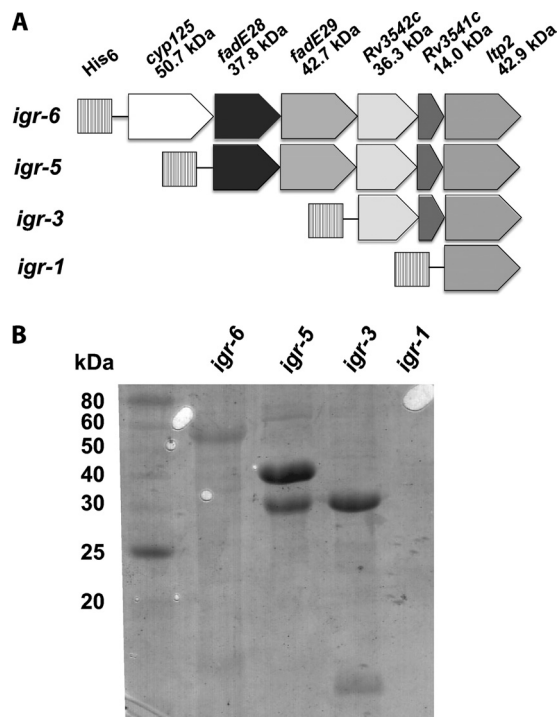 A
His6 cyp125 fadE28 fadE29 Rv3542c Rv3541c ltp2
50.7 kDa 37.8 kDa 42.7 kDa 36.3 kDa 14.0 kDa 42.9 kDa
igr-6
igr-5
igr-3
igr-1
B
kDa igr-6 igr-5 igr-3 igr-1
80
60
50
40
30
25
20